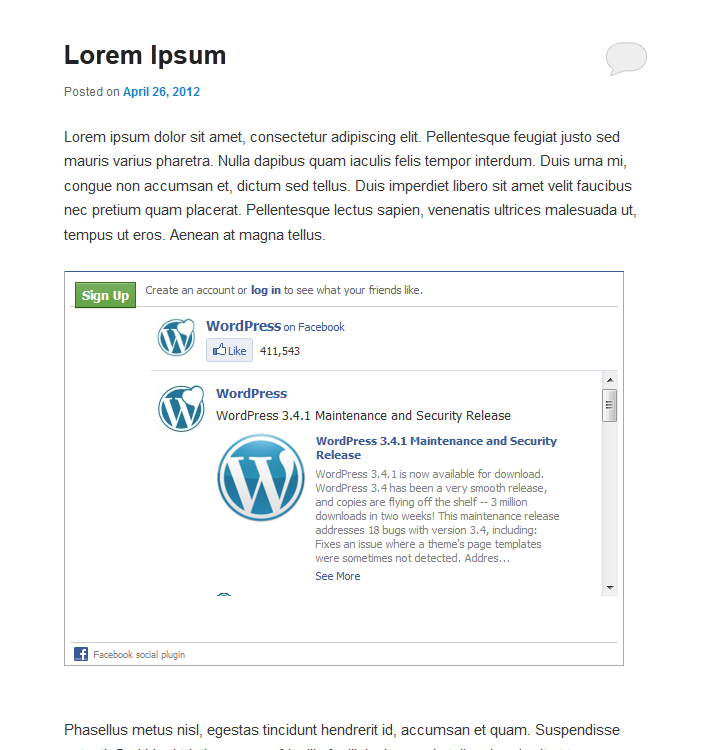 Lorem Ipsum
Posted on April 26, 2012
Lorem ipsum dolor sit amet, consectetur adipiscing elit. Pellentesque feugiat justo sed
mauris varius pharetra. Nulla dapibus quam iaculis felis tempor interdum. Duis urna mi,
congue non accumsan et, dictum sed tellus. Duis imperdiet libero sit amet velit faucibus
nec pretium quam placerat. Pellentesque lectus sapien, venenatis ultrices malesuada ut,
tempus ut eros. Aenean at magna tellus.
Sign Up Create an account or log in to see what your friends like.
WordPress on Facebook
Like 411,543
WordPress
WordPress 3.4.1 Maintenance and Security Release
WordPress 3.4.1 Maintenance and Security
Release
WordPress 3.4.1 is now available for download.
WordPress 3.4 has been a very smooth release,
and copies are flying off the shelf -- 3 million
downloads in two weeks! This maintenance release
addresses 18 bugs with version 3.4, including:
Fixes an issue where a theme's page templates
were sometimes not detected. Addres...
See More
Facebook social plugin
Phasellus metus nisl, egestas tincidunt hendrerit id, accumsan et quam. Suspendisse